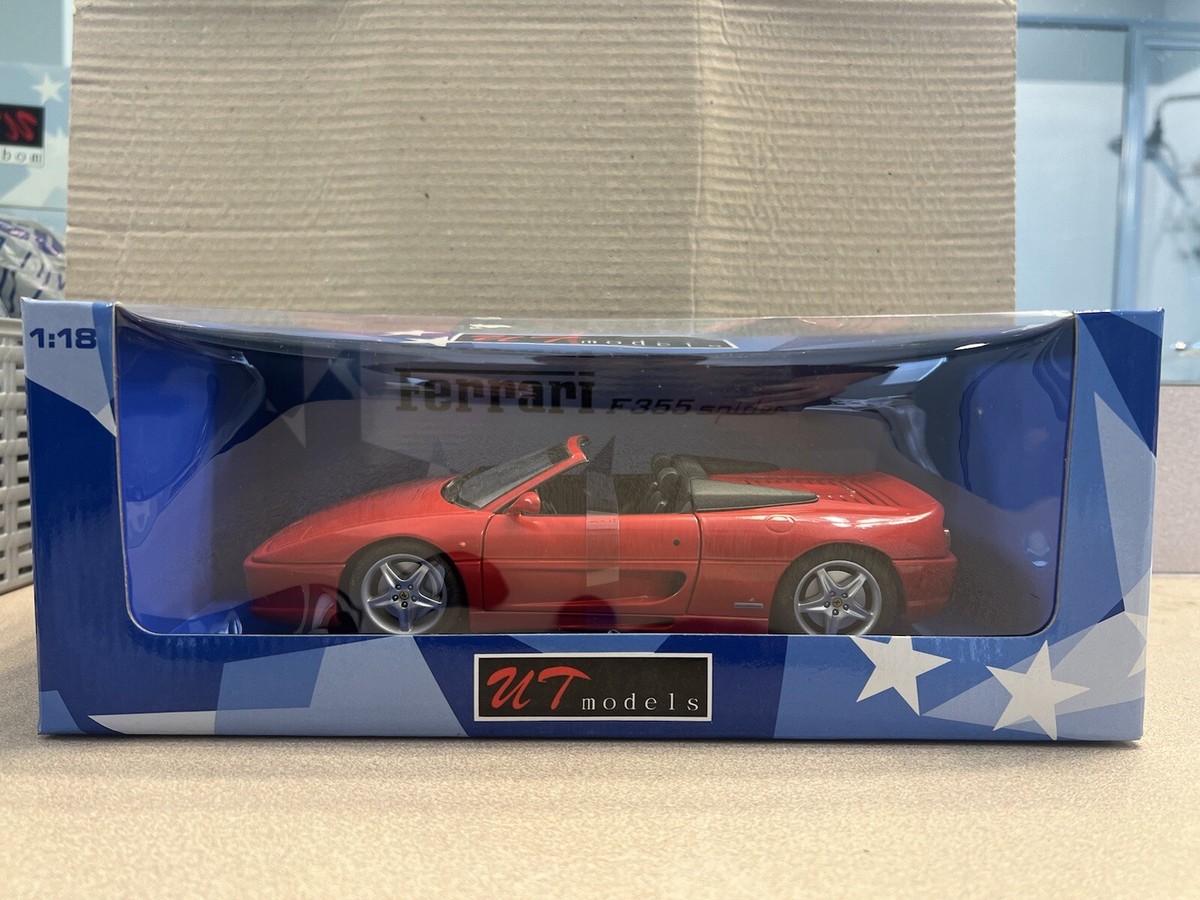 1:18
UT models
Ferrari F355 spider
UT models